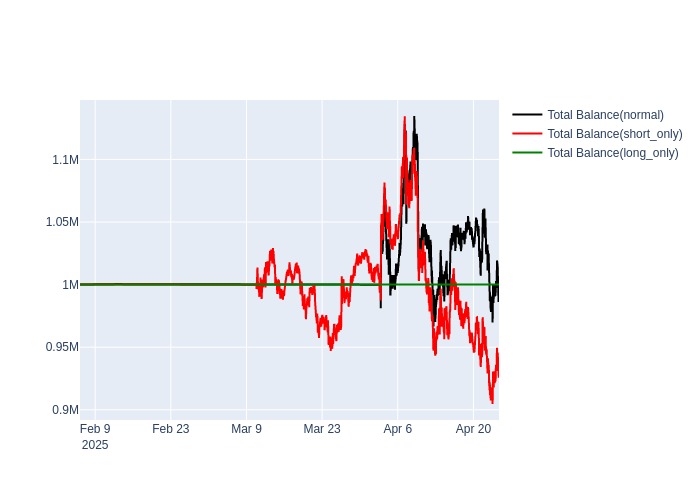 Total Balance(normal)
Total Balance(short_only)
Total Balance(long_only)
1.1M
1.05M
1M
0.95M
0.9M
Feb 9 Feb 23 Mar 9 Mar 23 Apr 6 Apr 20
2025